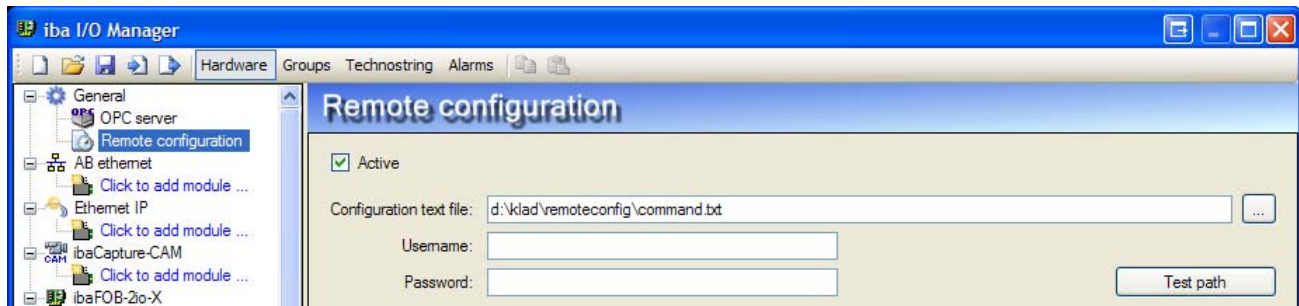 iba I/O Manager
Hardware Groups Technostring Alarms
General
OPC
OPC server
Remote configuration
AB ethernet
Click to add module ...
Ethernet IP
Click to add module ...
CAM
ibaCapture-CAM
Click to add module ...
ibaFOB-2io-X
Remote configuration
Active
Configuration text file: d:\klad\remoteconfig\command.txt ...
Username:
Password:
Test path